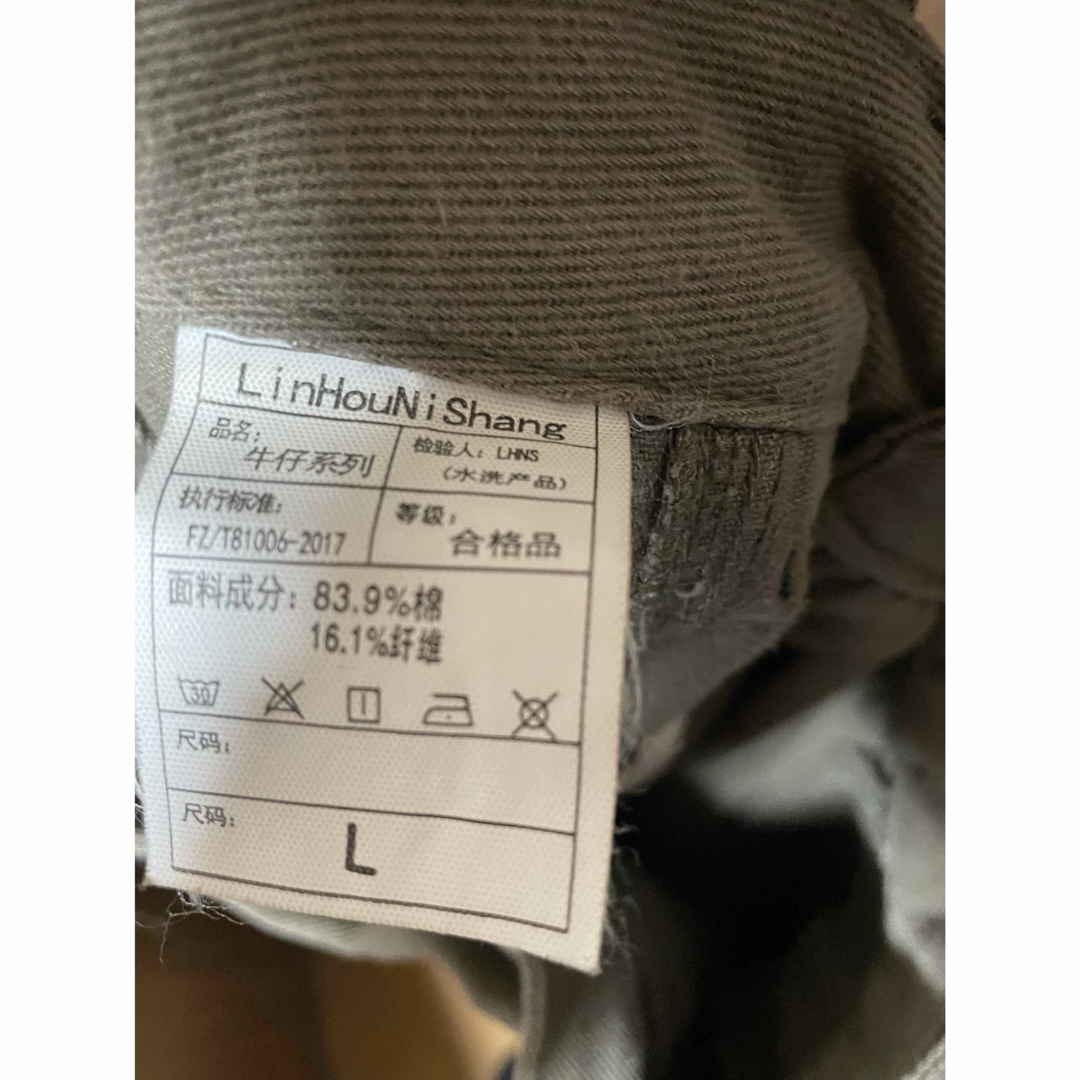 LinHouNiShang
品名:
牛仔系列
检验人: LHNS
(水洗产品)
执行标准:
FZ/T81006-2017
等级:
合格品
面料成分: 83.9%棉
16.1%纤维
30
尺码:
尺码:
L